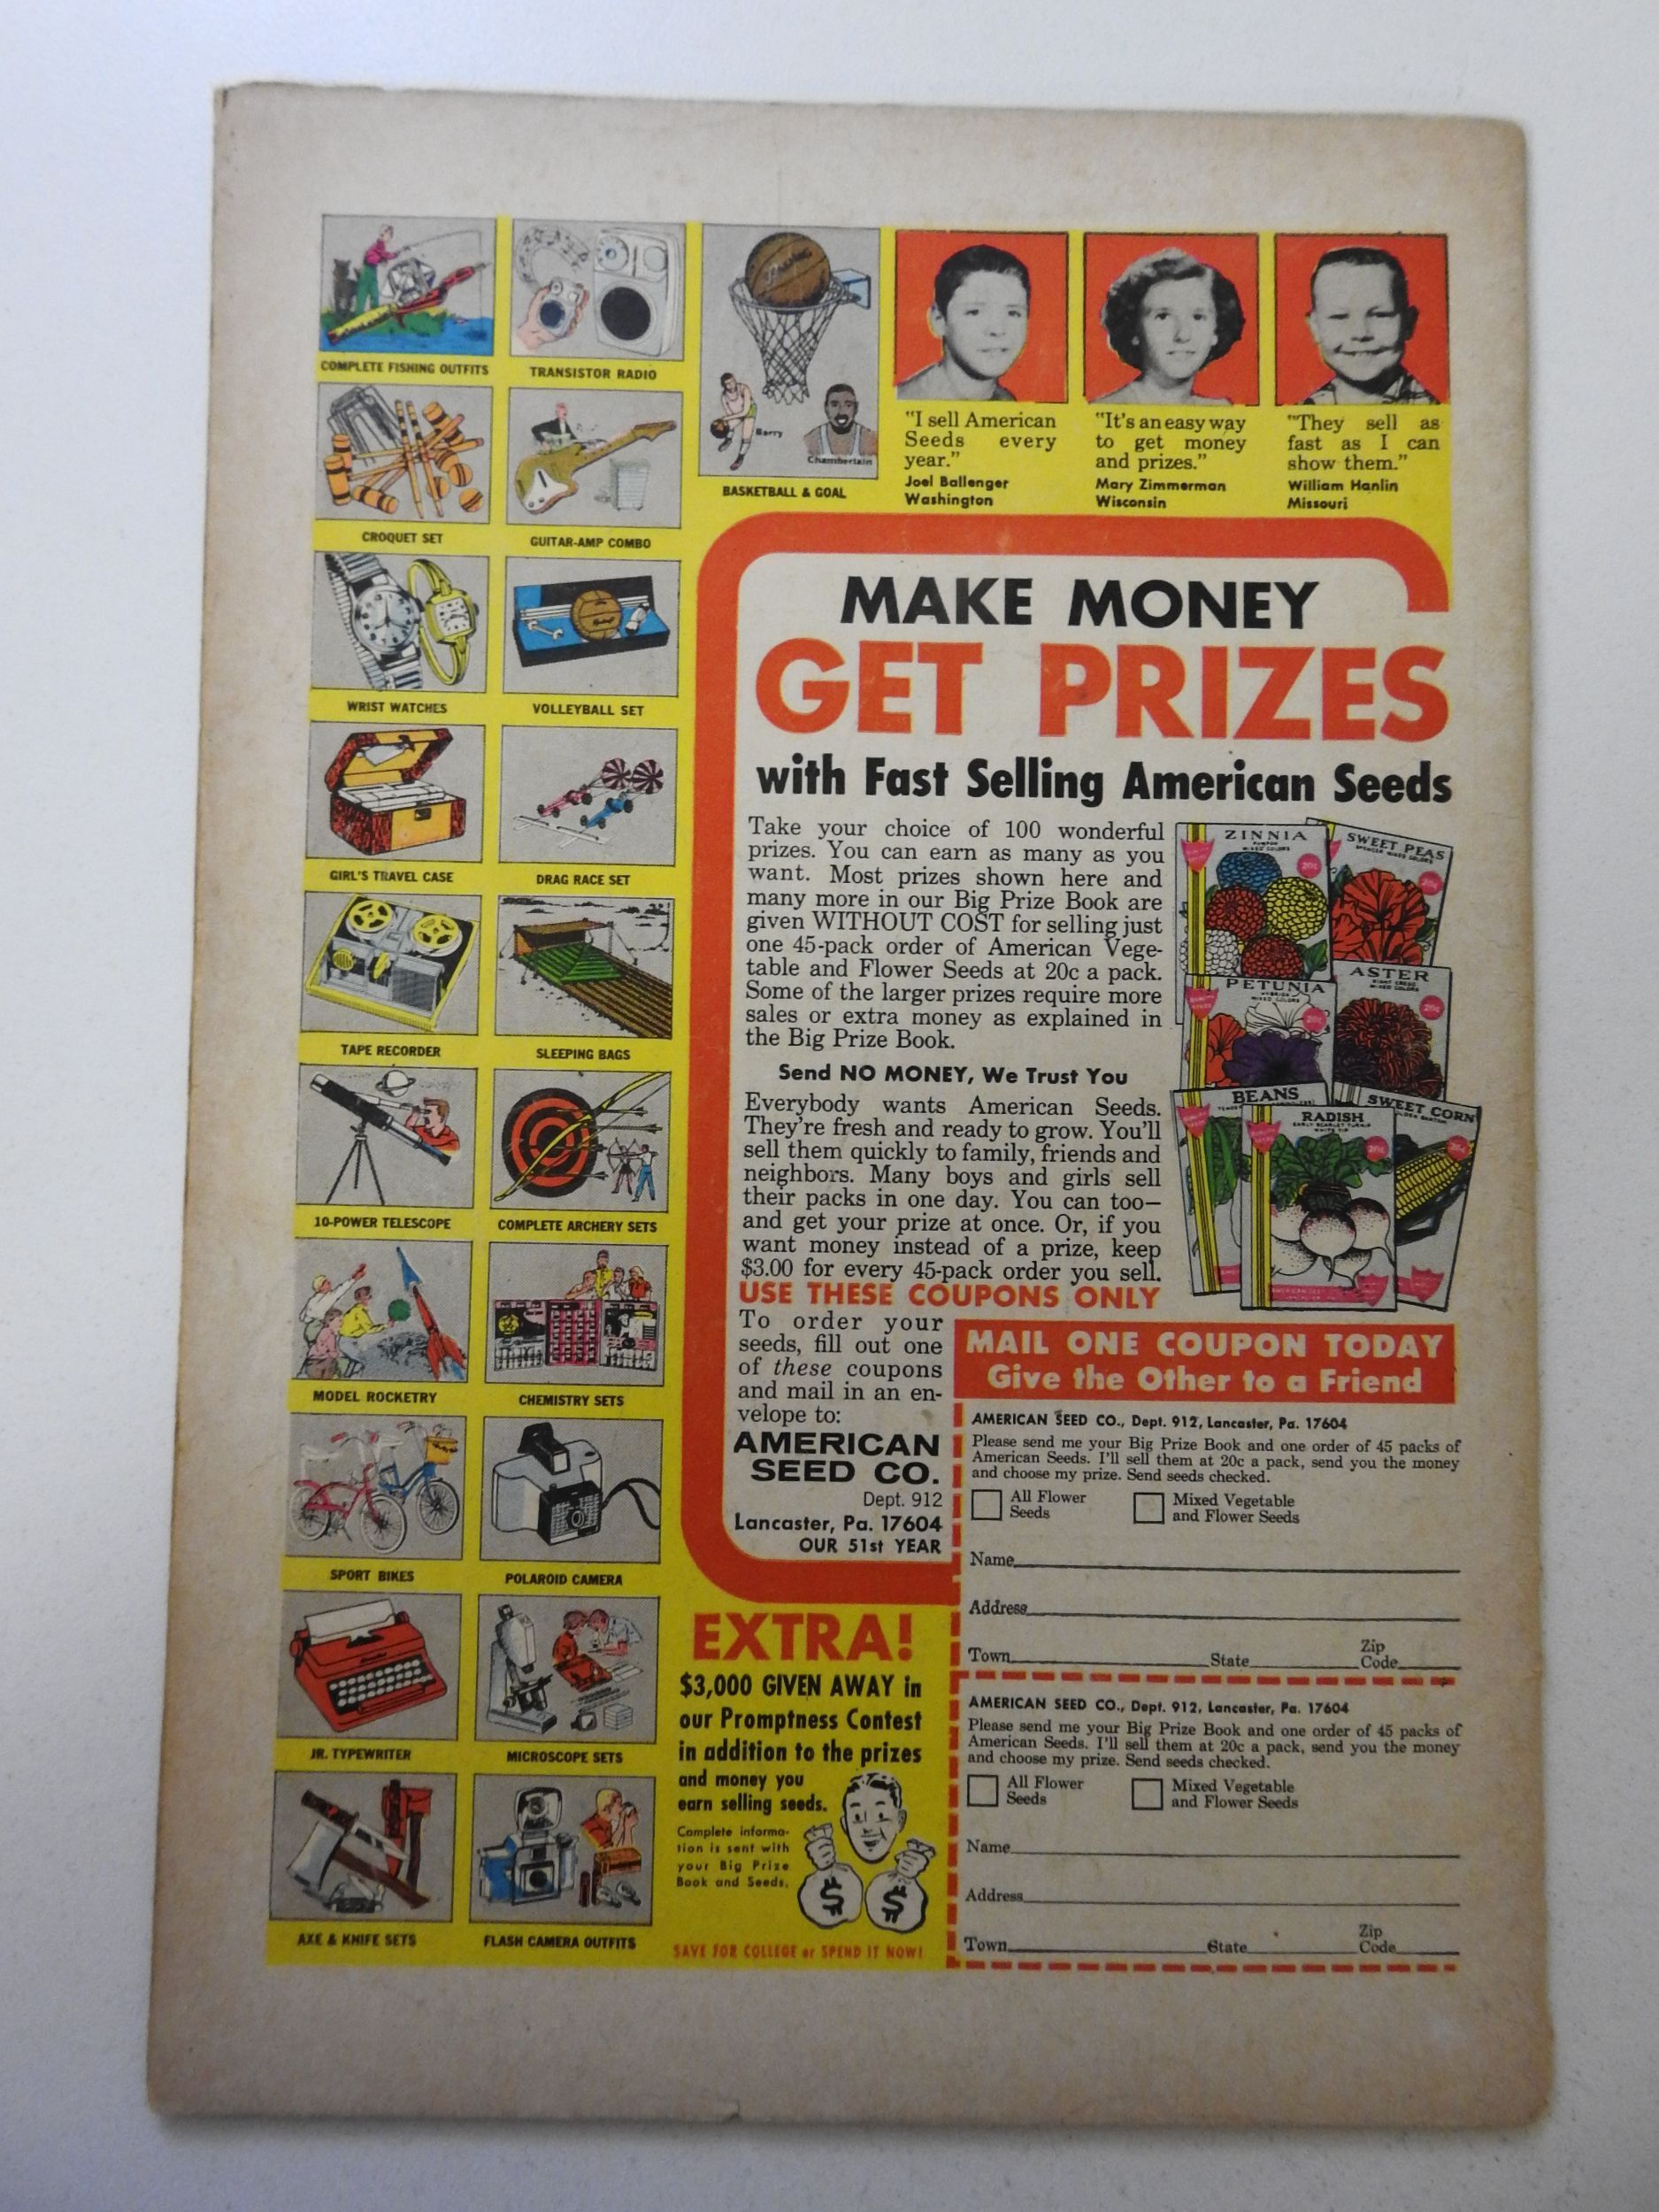 COMPLETE FISHING OUTFITS
TRANSISTOR RADIO
SPALDING
Barry
Chamberlain
BASKETBALL & GOAL
CROQUET SET
GUITAR-AMP COMBO
WRIST WATCHES
VOLLEYBALL SET
GIRL'S TRAVEL CASE
DRAG RACE SET
TAPE RECORDER
SLEEPING BAGS
10-POWER TELESCOPE
COMPLETE ARCHERY SETS
MODEL ROCKETRY
CHEMISTRY SETS
SPORT BIKES
POLAROID CAMERA
JR. TYPEWRITER
MICROSCOPE SETS
AXE & KNIFE SETS
FLASH CAMERA OUTFITS
"I sell American
Seeds every
year."
Joel Ballenger
Washington
"It's an easy way
to get money
and prizes."
Mary Zimmerman
Wisconsin
"They sell as
fast as I can
show them."
William Hanlin
Missouri
MAKE MONEY
GET PRIZES
with Fast Selling American Seeds
Take your choice of 100 wonderful
prizes. You can earn as many as you
want. Most prizes shown here and
many more in our Big Prize Book are
given WITHOUT COST for selling just
one 45-pack order of American Vege-
table and Flower Seeds at 20c a pack.
Some of the larger prizes require more
sales or extra money as explained in
the Big Prize Book.
Send NO MONEY, We Trust You
Everybody wants American Seeds.
They're fresh and ready to grow. You'll
sell them quickly to family, friends and
neighbors. Many boys and girls sell
their packs in one day. You can too—
and get your prize at once. Or, if you
want money instead of a prize, keep
$3.00 for every 45-pack order you sell.
USE THESE COUPONS ONLY
To order your
seeds, fill out one
of these coupons
and mail in an en-
velope to:
AMERICAN
SEED CO.
Dept. 912
Lancaster, Pa. 17604
OUR 51st YEAR
ZINNIA
MIXED COLORS
20¢
SWEET PEAS
SPENCER MIXED COLORS
20¢
PETUNIA
MIXED COLORS
20¢
ASTER
MIXED COLORS
20¢
BEANS
RADISH
EARLY SCARLET TURNIP
WHITE TIP
20¢
SWEET CORN
20¢
MAIL ONE COUPON TODAY
Give the Other to a Friend
AMERICAN SEED CO., Dept. 912, Lancaster, Pa. 17604
Please send me your Big Prize Book and one order of 45 packs of
American Seeds. I'll sell them at 20c a pack, send you the money
and choose my prize. Send seeds checked.
All Flower
Seeds
Mixed Vegetable
and Flower Seeds
Name
Address
Town State Zip Code
AMERICAN SEED CO., Dept. 912, Lancaster, Pa. 17604
Please send me your Big Prize Book and one order of 45 packs of
American Seeds. I'll sell them at 20c a pack, send you the money
and choose my prize. Send seeds checked.
All Flower
Seeds
Mixed Vegetable
and Flower Seeds
Name
Address
Town State Zip Code
EXTRA!
$3,000 GIVEN AWAY in
our Promptness Contest
in addition to the prizes
and money you
earn selling seeds.
Complete informa-
tion is sent with
your Big Prize
Book and Seeds.
$ $
SAVE FOR COLLEGE or SPEND IT NOW!